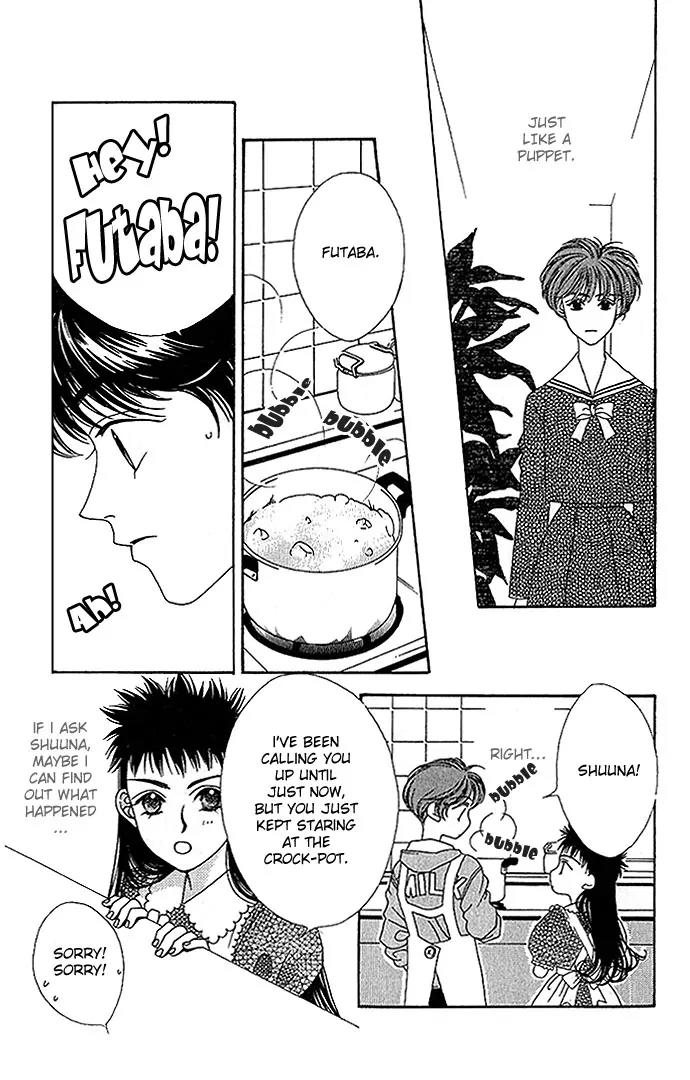 JUST
LIKE A
PUPPET.
FUTABA.
bubble
bubble
Hey!
Futaba!
Ah!
SHUUNA!
RIGHT...
bubble
bubble
MILK
I'VE BEEN
CALLING YOU
UP UNTIL
JUST NOW,
BUT YOU JUST
KEPT STARING
AT THE
CROCK-POT.
IF I ASK
SHUUNA,
MAYBE I
CAN FIND
OUT WHAT
HAPPENED
...
SORRY!
SORRY!